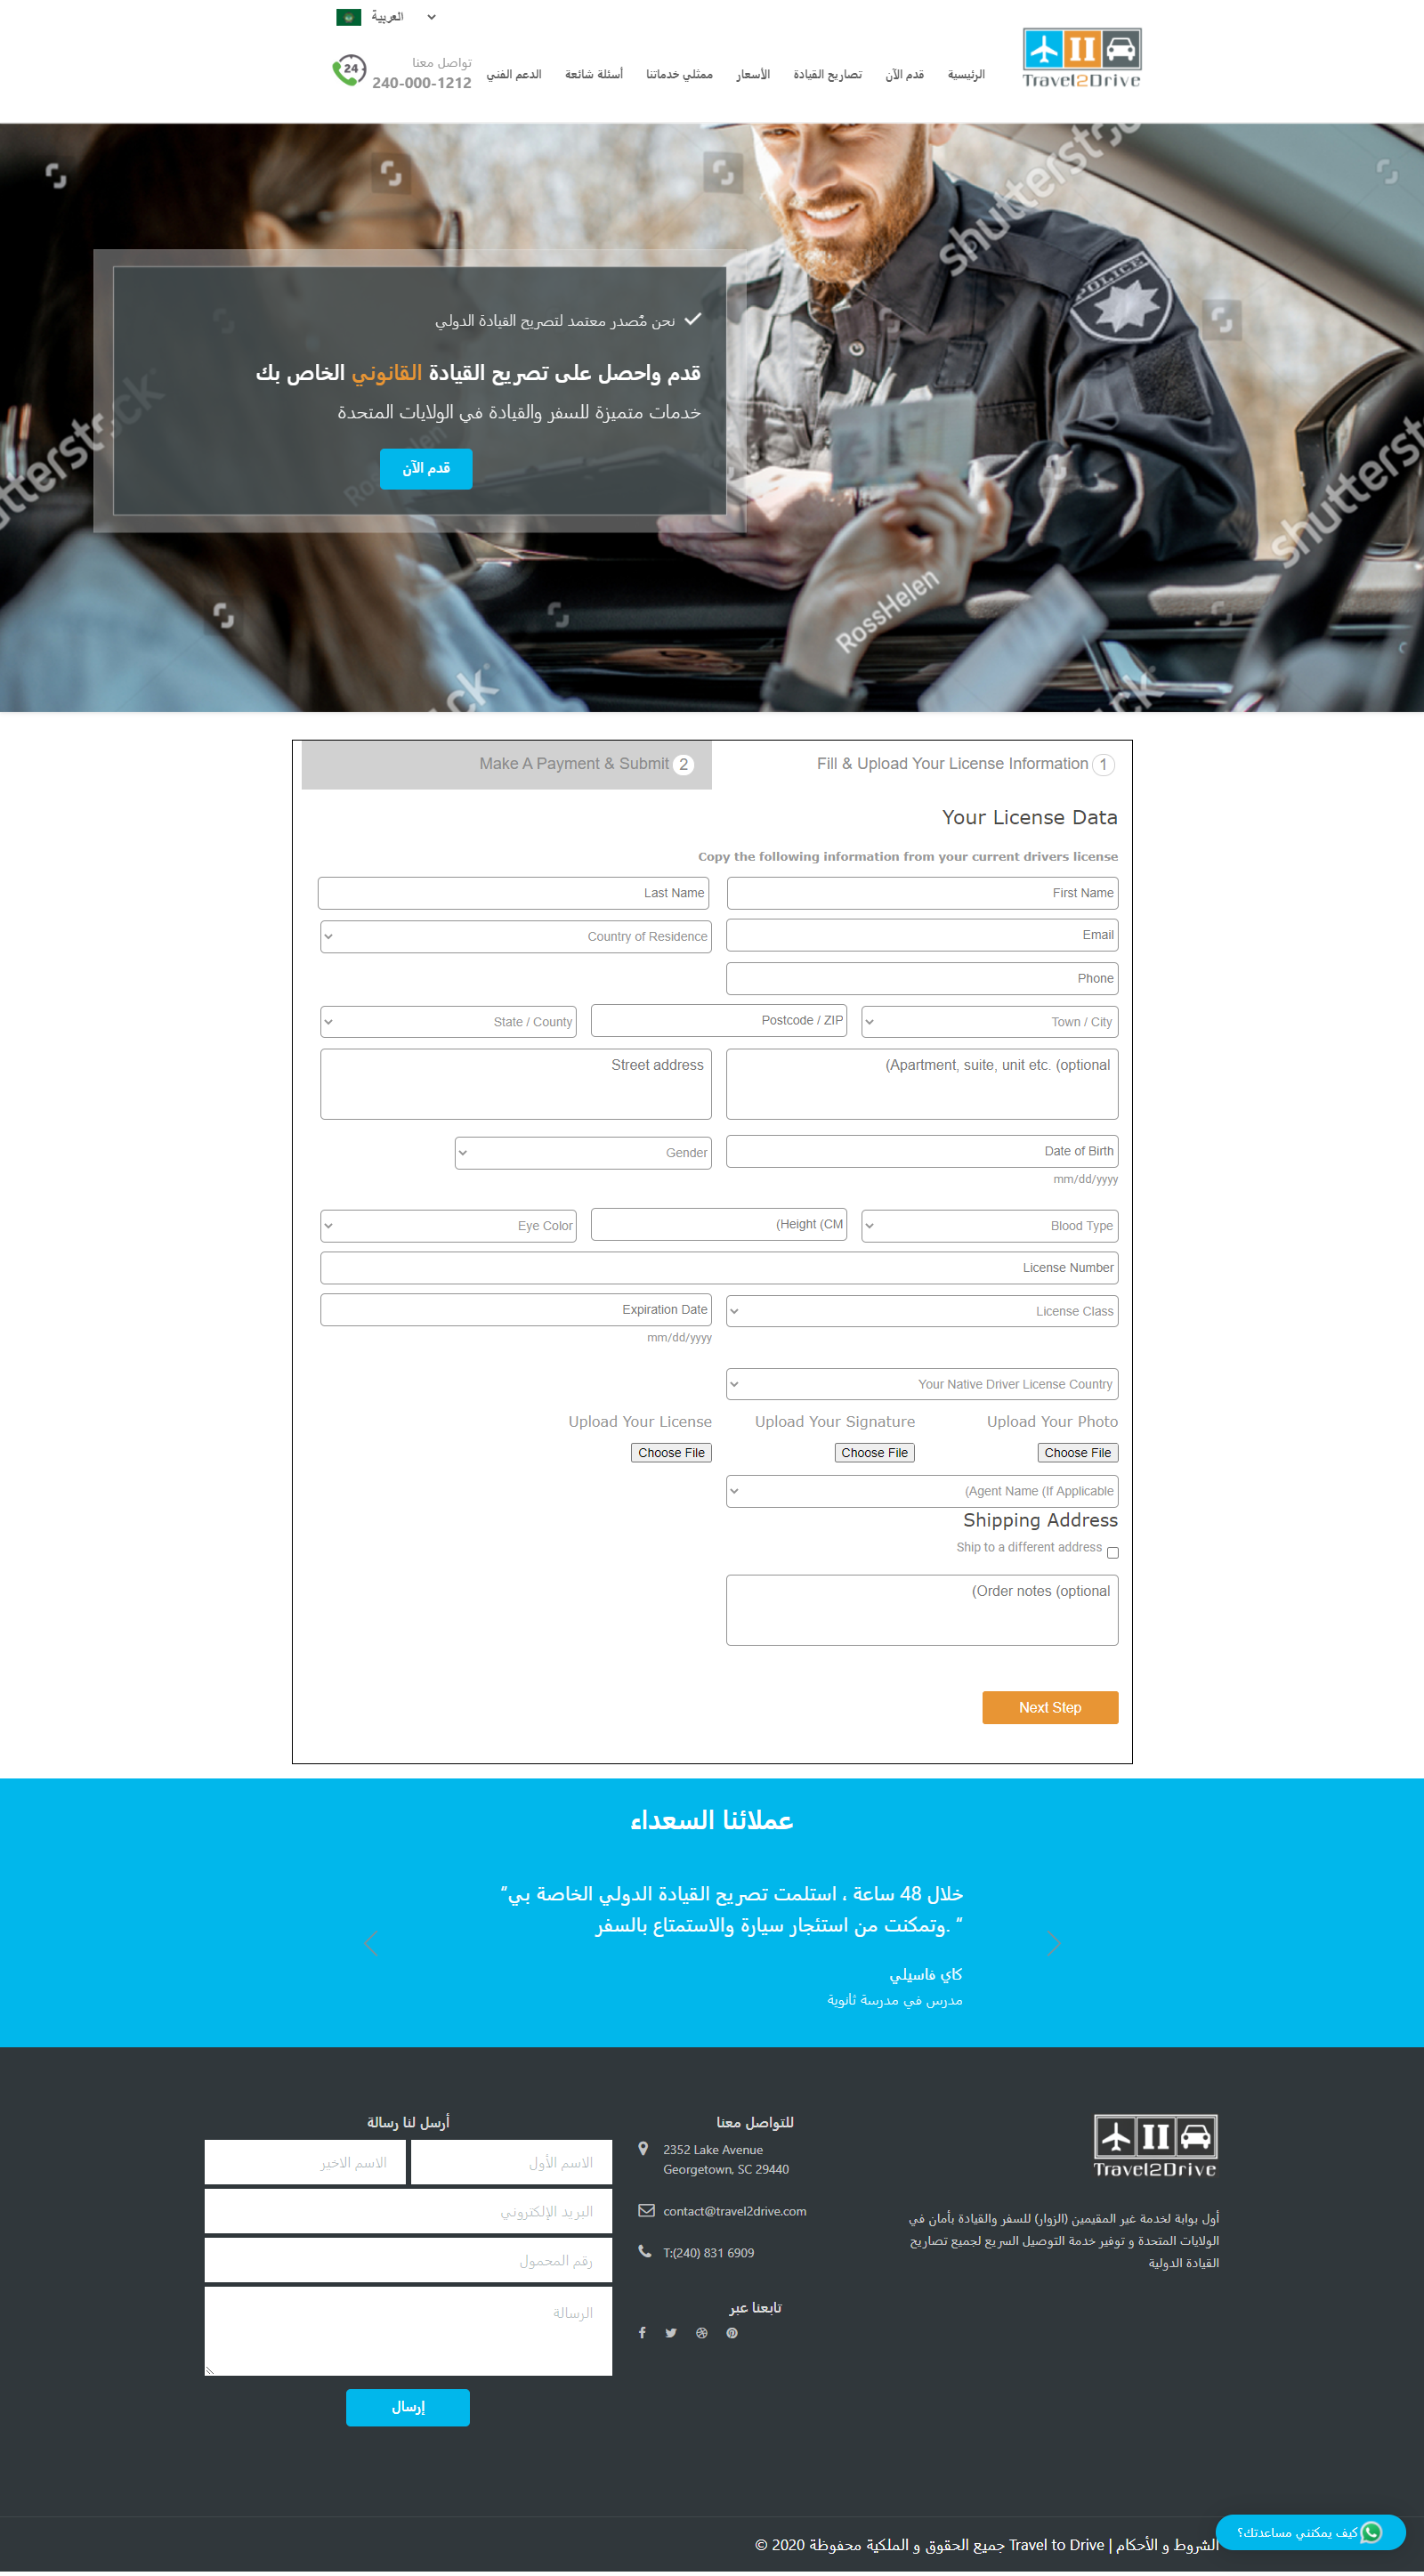 العربية
Travel2Drive
الرئيسية
قدم الآن
تصاريح القيادة
الأسعار
ممثلي خدماتنا
أسئلة شائعة
الدعم الفني
تواصل معنا
240-000-1212
24
shutterstock
POLICE
نحن مُصدر معتمد لتصريح القيادة الدولي
قدم واحصل على تصريح القيادة القانوني الخاص بك
خدمات متميزة للسفر والقيادة في الولايات المتحدة
قدم الآن
RossHelen
1 Fill & Upload Your License Information
2 Make A Payment & Submit
Your License Data
Copy the following information from your current drivers license
First Name
Last Name
Email
Country of Residence
Phone
Town / City
Postcode / ZIP
State / County
(Apartment, suite, unit etc. (optional
Street address
Date of Birth
Gender
mm/dd/yyyy
Blood Type
(Height (CM
Eye Color
License Number
License Class
Expiration Date
mm/dd/yyyy
Your Native Driver License Country
Upload Your Photo
Upload Your Signature
Upload Your License
Choose File
Choose File
Choose File
(Agent Name (If Applicable
Shipping Address
Ship to a different address
(Order notes (optional
Next Step
عملائنا السعداء
خلال 48 ساعة ، استلمت تصريح القيادة الدولي الخاصة بي"
" .وتمكنت من استئجار سيارة والاستمتاع بالسفر
كاي فاسيلي
مدرس في مدرسة ثانوية
Travel2Drive
أول بوابة لخدمة غير المقيمين (الزوار) للسفر والقيادة بأمان في
الولايات المتحدة و توفير خدمة التوصيل السريع لجميع تصاريح
القيادة الدولية
للتواصل معنا
2352 Lake Avenue
Georgetown, SC 29440
contact@travel2drive.com
T:(240) 831 6909
تابعنا عبر
أرسل لنا رسالة
الاسم الأول
الاسم الاخير
البريد الإلكتروني
رقم المحمول
الرسالة
إرسال
كيف يمكنني مساعدتك؟
الشروط و الأحكام | Travel to Drive جميع الحقوق و الملكية محفوظة 2020 ©